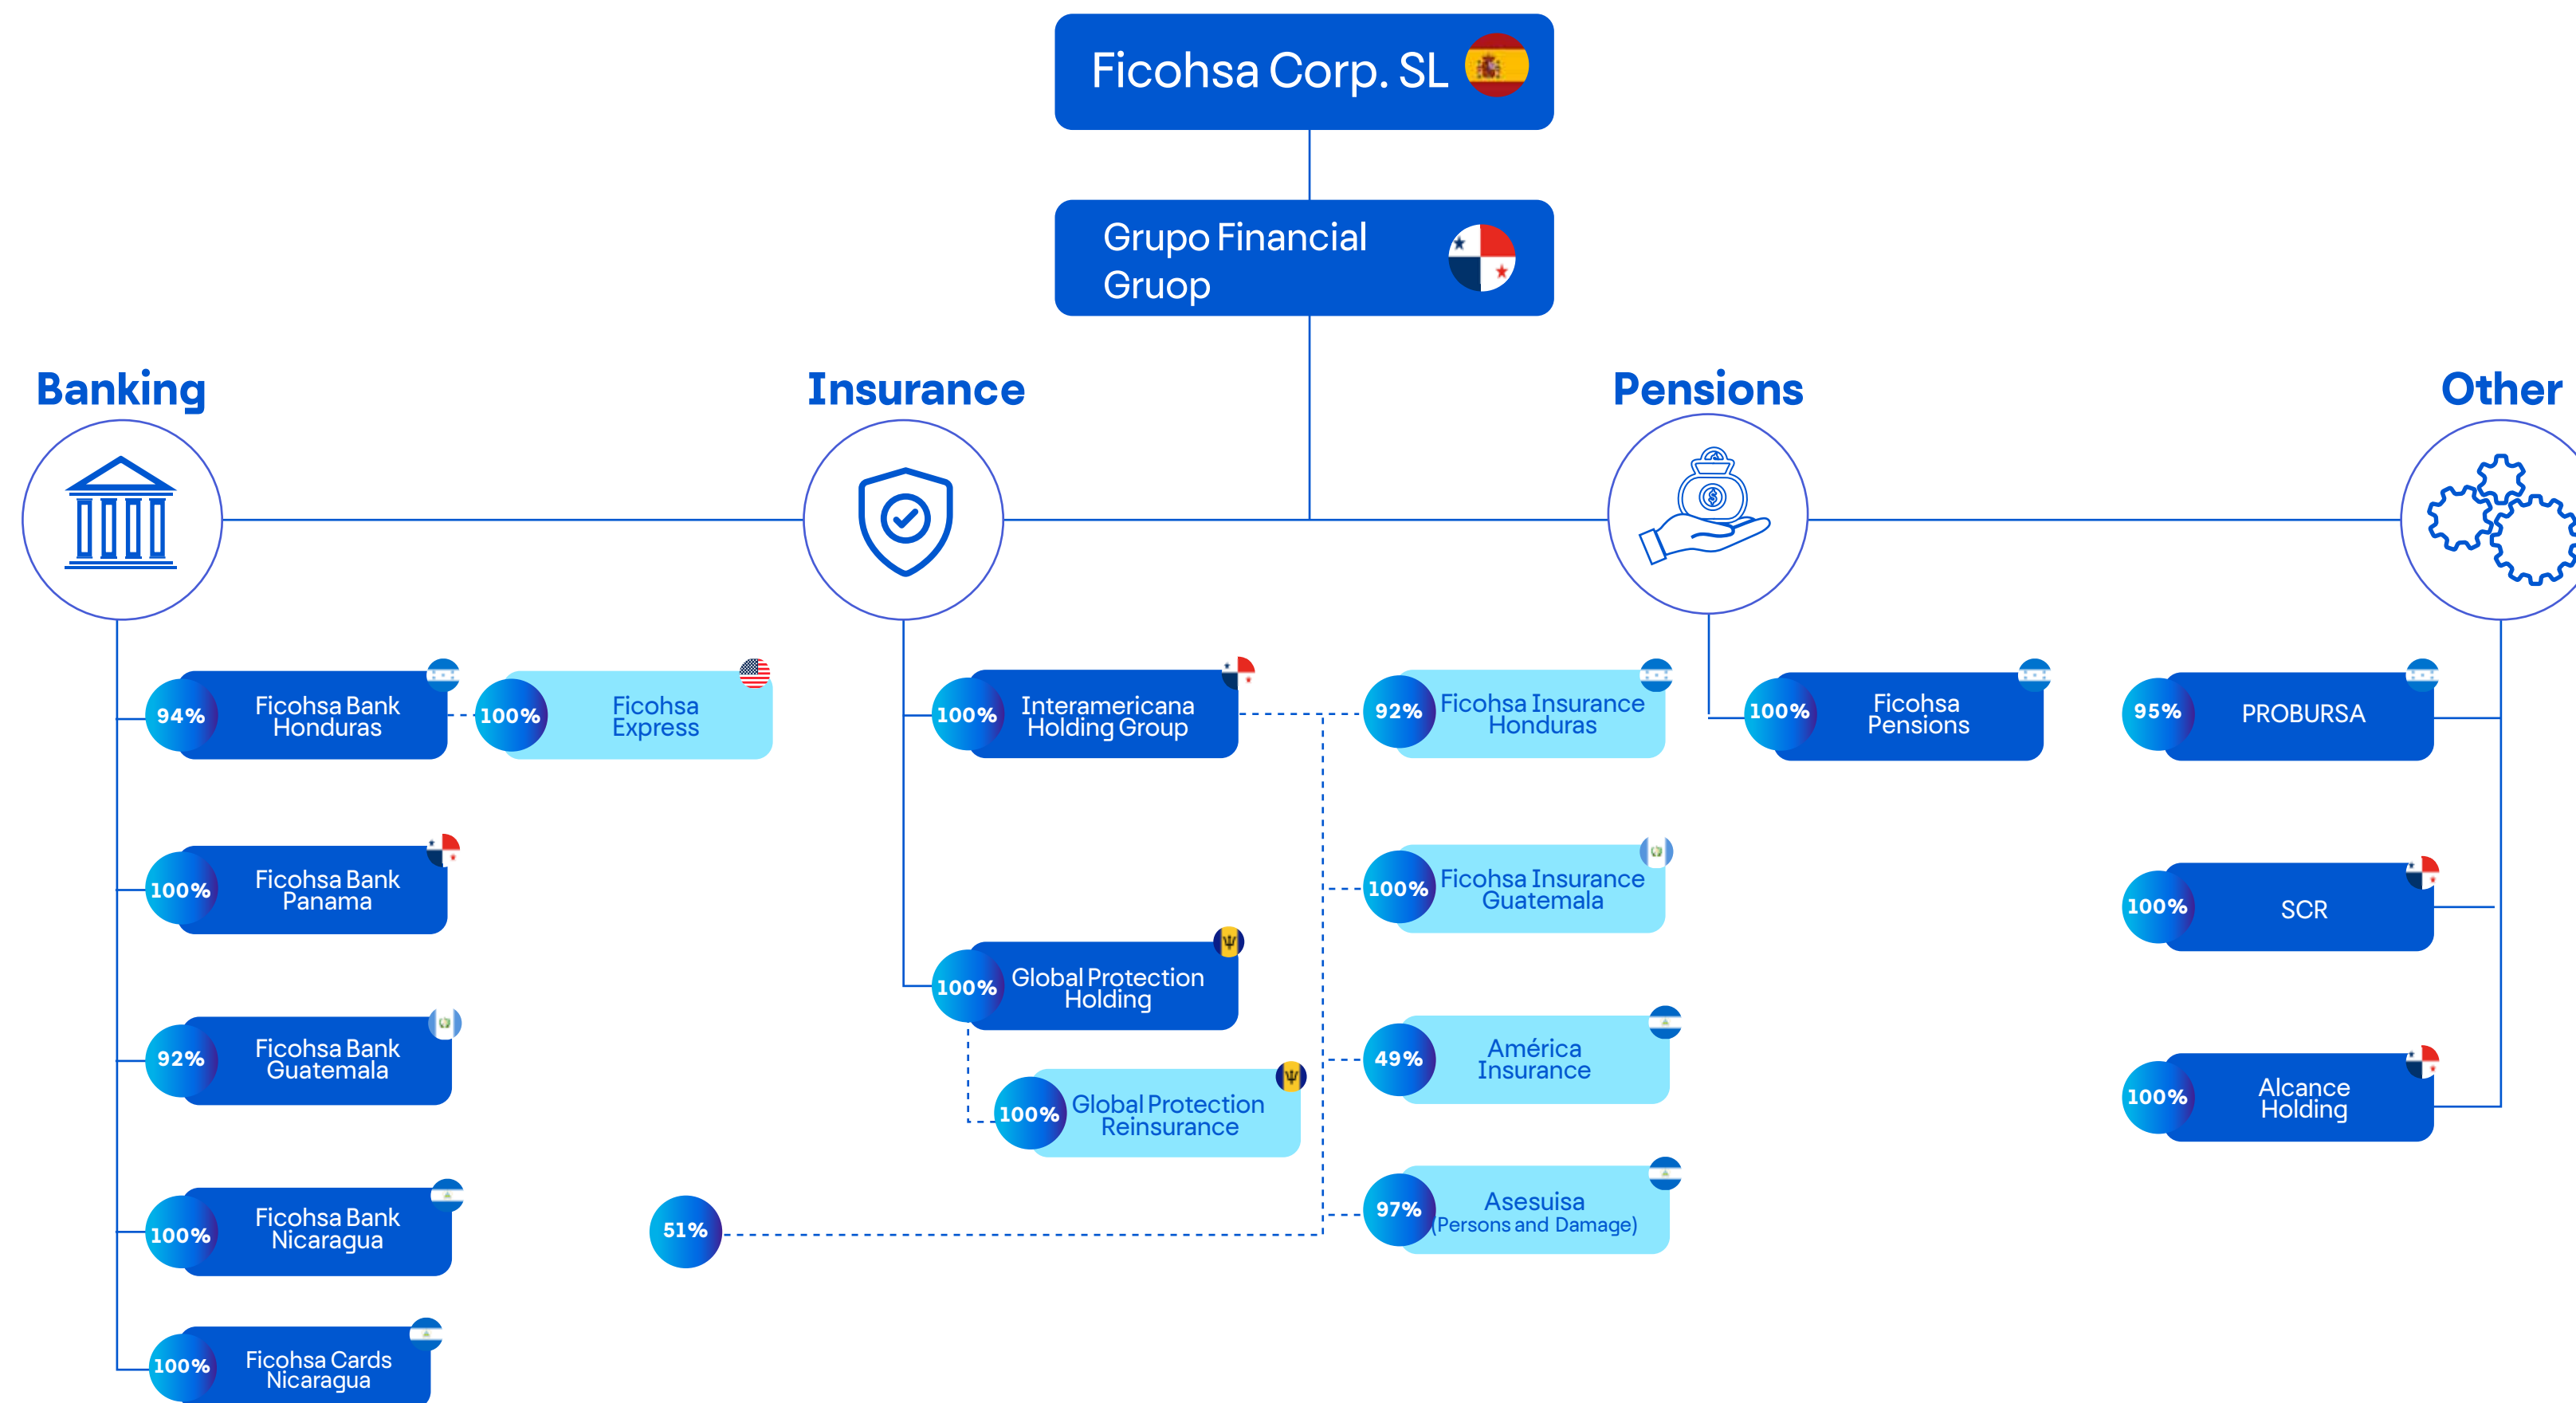 Ficohsa Corp. SL
Grupo Financial
Gruop
Banking
Insurance
Pensions
Other
94%
Ficohsa Bank
Honduras
100%
Ficohsa
Express
100%
Ficohsa Bank
Panama
92%
Ficohsa Bank
Guatemala
100%
Ficohsa Bank
Nicaragua
100%
Ficohsa Cards
Nicaragua
100%
Interamericana
Holding Group
100%
Global Protection
Holding
100%
Global Protection
Reinsurance
51%
92%
Ficohsa Insurance
Honduras
100%
Ficohsa Insurance
Guatemala
49%
América
Insurance
97%
Asesuisa
(Persons and Damage)
100%
Ficohsa
Pensions
95%
PROBURSA
100%
SCR
100%
Alcance
Holding